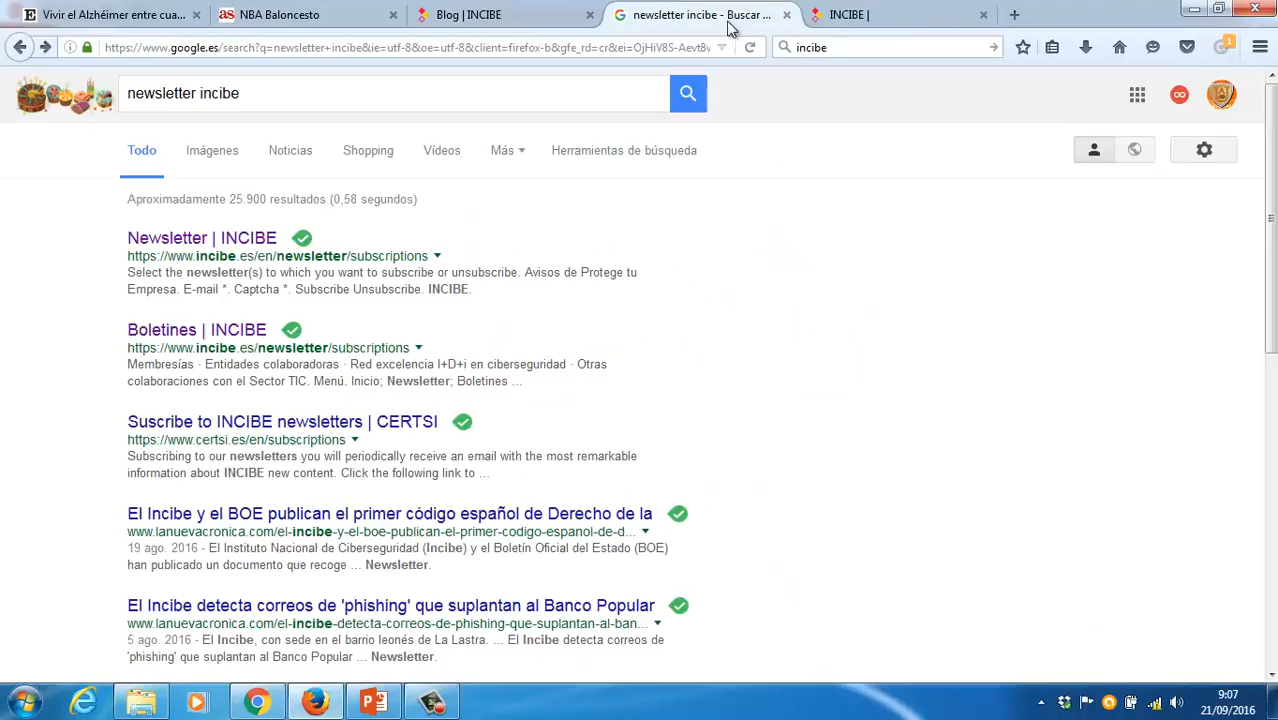 Vivir el Alzhéimer entre cua...
NBA Baloncesto
Blog | INCIBE
newsletter incibe - Buscar ...
INCIBE |
https://www.google.es/search?q=newsletter+incibe&ie=utf-8&oe=utf-8&client=firefox-b&gfe_rd=cr&ei=OjHiV8S-Aevt8
incibe
newsletter incibe
Todo
Imágenes
Noticias
Shopping
Vídeos
Más
Herramientas de búsqueda
Aproximadamente 25.900 resultados (0,58 segundos)
Newsletter | INCIBE
https://www.incibe.es/en/newsletter/subscriptions
Select the newsletter(s) to which you want to subscribe or unsubscribe. Avisos de Protege tu
Empresa. E-mail *. Captcha *. Subscribe Unsubscribe. INCIBE.
Boletines | INCIBE
https://www.incibe.es/newsletter/subscriptions
Membresías · Entidades colaboradoras · Red excelencia I+D+i en ciberseguridad · Otras
colaboraciones con el Sector TIC. Menú. Inicio; Newsletter; Boletines ...
Suscribe to INCIBE newsletters | CERTSI
https://www.certsi.es/en/subscriptions
Subscribing to our newsletters you will periodically receive an email with the most remarkable
information about INCIBE new content. Click the following link to ...
El Incibe y el BOE publican el primer código español de Derecho de la
www.lanuevacronica.com/el-incibe-y-el-boe-publican-el-primer-codigo-espanol-de-d...
19 ago. 2016 - El Instituto Nacional de Ciberseguridad (Incibe) y el Boletín Oficial del Estado (BOE)
han publicado un documento que recoge ... Newsletter.
El Incibe detecta correos de 'phishing' que suplantan al Banco Popular
www.lanuevacronica.com/el-incibe-detecta-correos-de-phishing-que-suplantan-al-ban...
5 ago. 2016 - El Incibe, con sede en el barrio leonés de La Lastra. ... El Incibe detecta correos de
'phishing' que suplantan al Banco Popular ... Newsletter.
9:07
21/09/2016